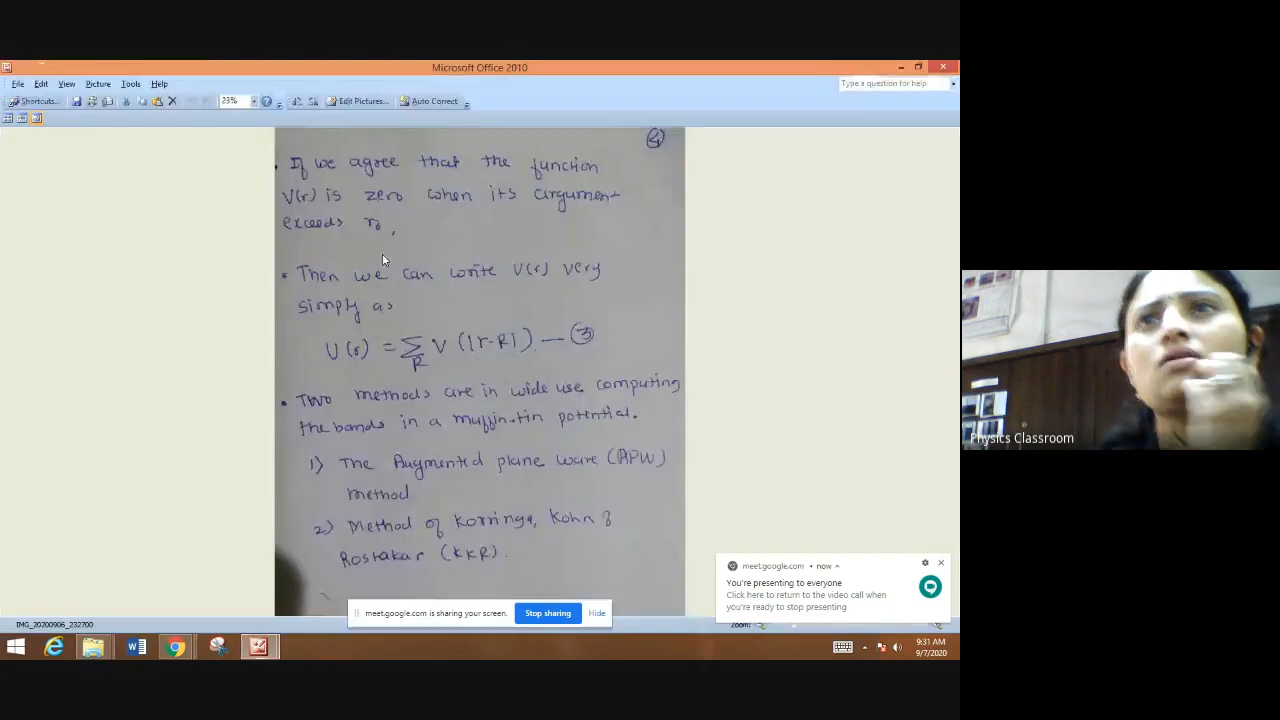 Microsoft Office 2010
File Edit View Picture Tools Help
Type a question for help
Shortcuts... 23% Edit Pictures... Auto Correct
4
• If we agree that the function
V(r) is zero when its argument
exceeds r₀,
• Then we can write U(r) very
simply as
U(r) = ∑ V (|r-R|) — ③
R
• Two methods are in wide use computing
the bands in a muffin-tin potential.
1) The Augmented plane wave (APW)
method
2) Method of Korringa, Kohn &
Rostakar (KKR).
Physics Classroom
meet.google.com • now
You're presenting to everyone
Click here to return to the video call when
you're ready to stop presenting
meet.google.com is sharing your screen. Stop sharing Hide
IMG_20200906_232700
Zoom:
9:31 AM
9/7/2020